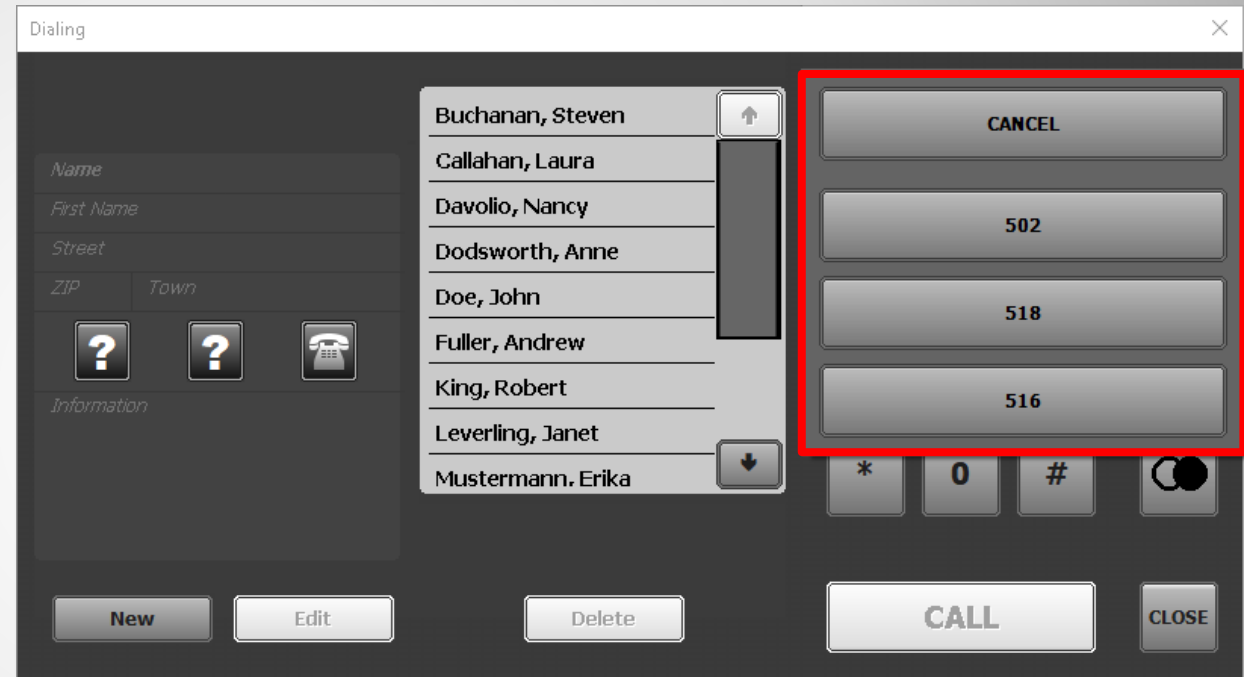 Dialing
Name
First Name
Street
ZIP Town
? ?
Information
New Edit
Buchanan, Steven
Callahan, Laura
Davolio, Nancy
Dodsworth, Anne
Doe, John
Fuller, Andrew
King, Robert
Leverling, Janet
Mustermann, Erika
Delete
CANCEL
502
518
516
* 0 #
CALL CLOSE